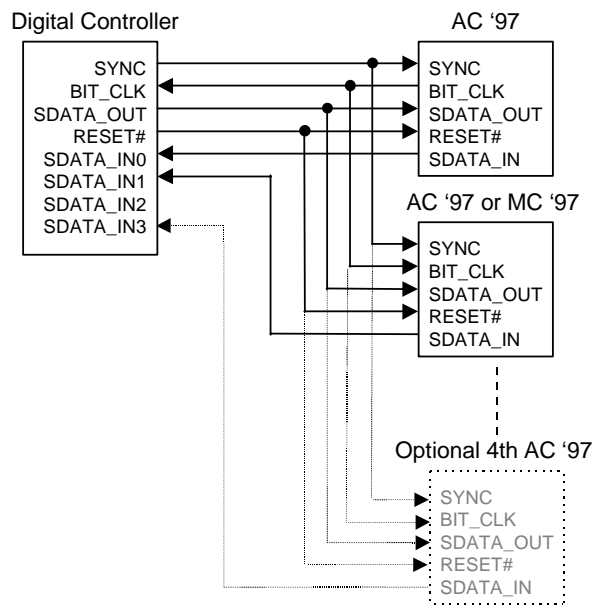 Digital Controller
SYNC
BIT_CLK
SDATA_OUT
RESET#
SDATA_IN0
SDATA_IN1
SDATA_IN2
SDATA_IN3
AC ‘97
SYNC
BIT_CLK
SDATA_OUT
RESET#
SDATA_IN
AC ‘97 or MC ‘97
SYNC
BIT_CLK
SDATA_OUT
RESET#
SDATA_IN
Optional 4th AC ‘97
SYNC
BIT_CLK
SDATA_OUT
RESET#
SDATA_IN